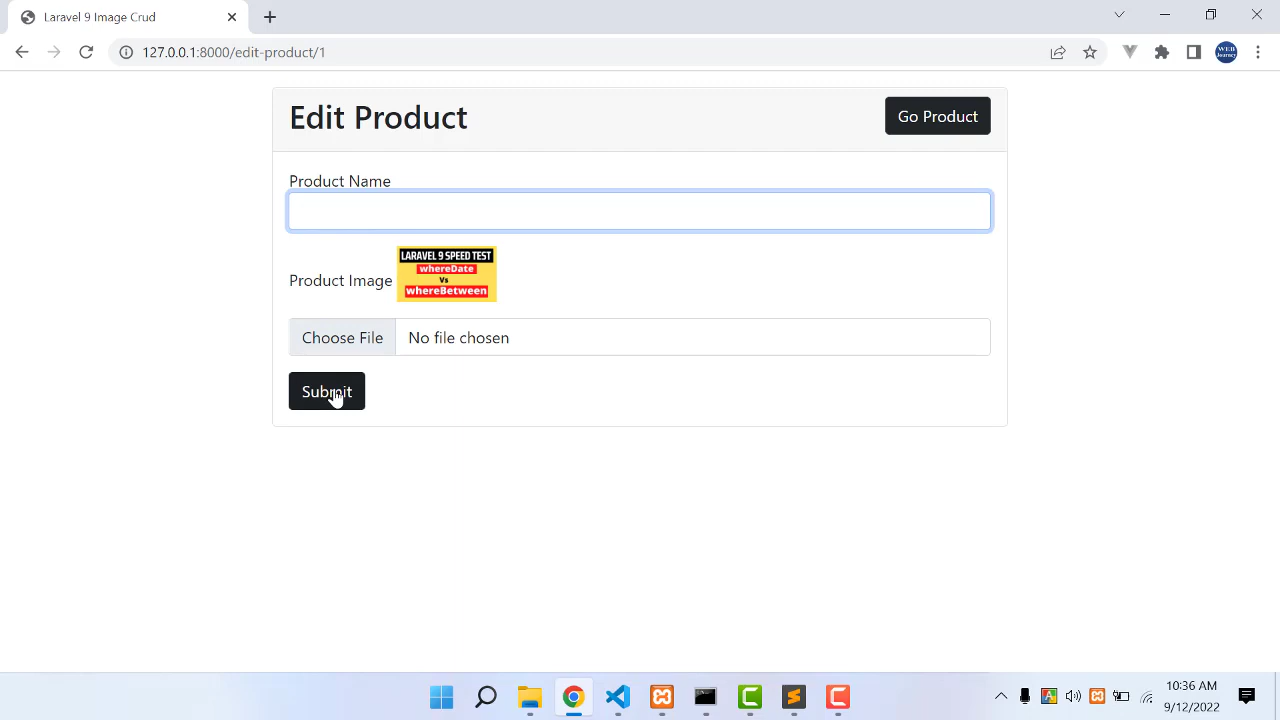 Laravel 9 Image Crud
127.0.0.1:8000/edit-product/1
WEB
Journey
Edit Product
Go Product
Product Name
LARAVEL 9 SPEED TEST
whereDate
Vs
whereBetween
Product Image
Choose File
No file chosen
Submit
10:36 AM
9/12/2022